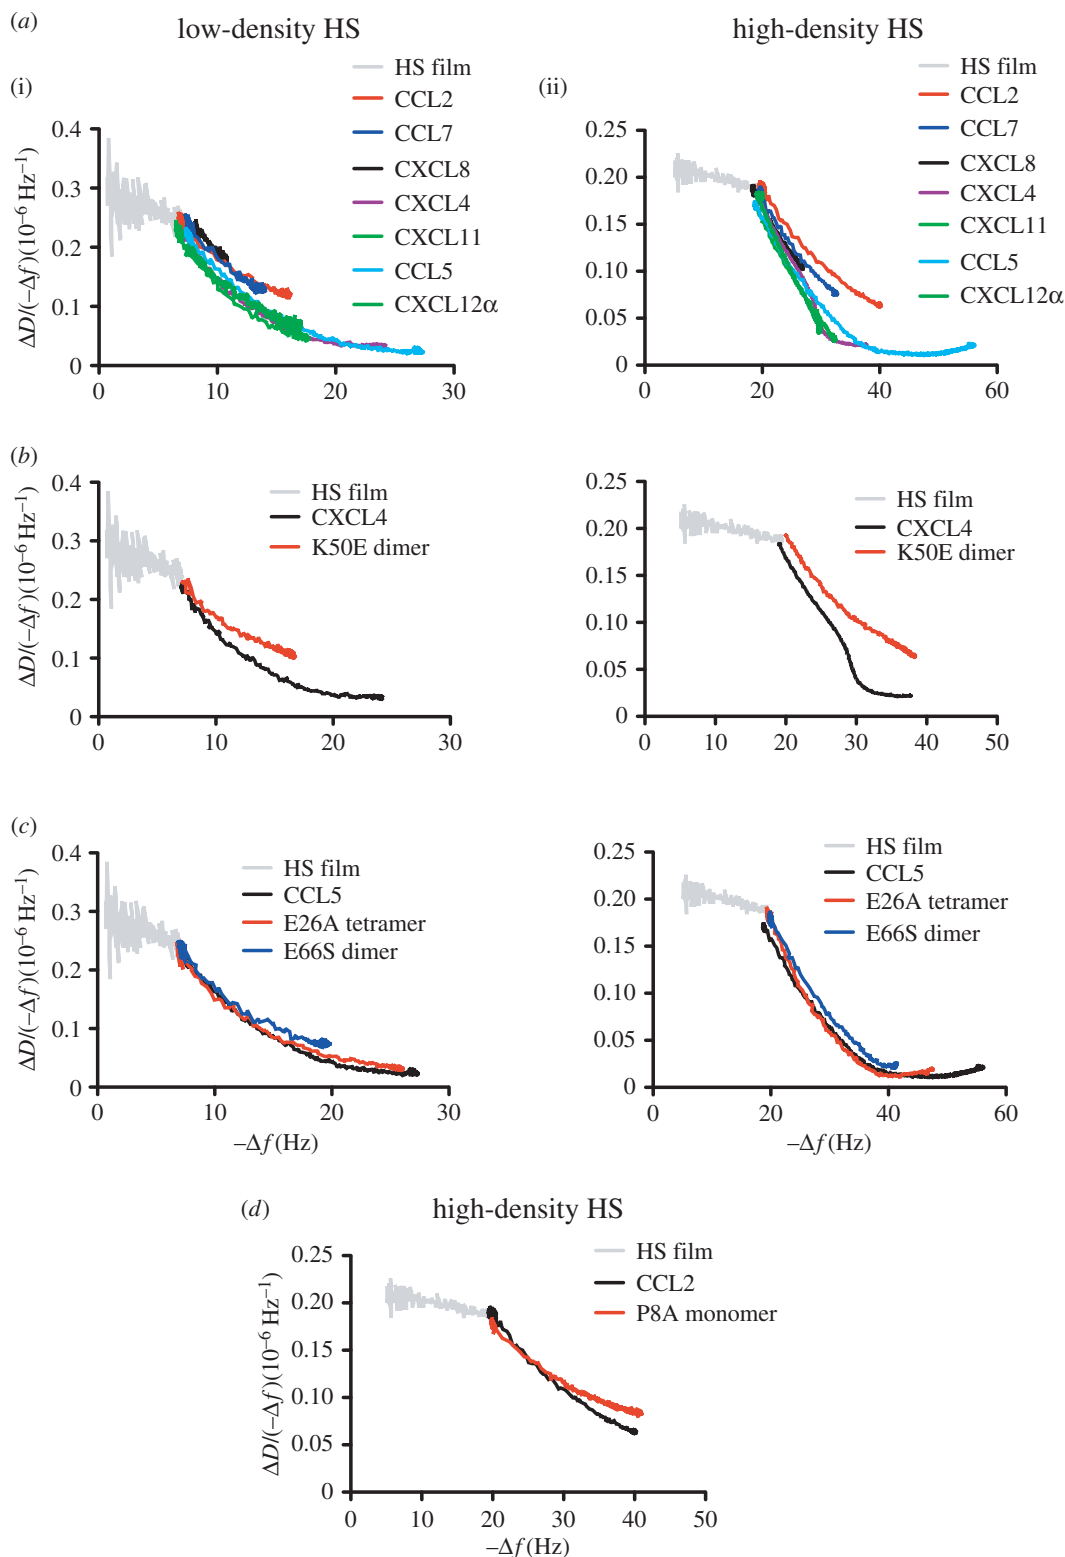 (a)
low-density HS
high-density HS
(i)
HS film
CCL2
CCL7
CXCL8
CXCL4
CXCL11
CCL5
CXCL12α
ΔD/(−Δf)(10−6 Hz−1)
0.4
0.3
0.2
0.1
0
0
10
20
30
(ii)
HS film
CCL2
CCL7
CXCL8
CXCL4
CXCL11
CCL5
CXCL12α
0.25
0.20
0.15
0.10
0.05
0
0
20
40
60
(b)
HS film
CXCL4
K50E dimer
ΔD/(−Δf)(10−6 Hz−1)
0.4
0.3
0.2
0.1
0
0
10
20
30
HS film
CXCL4
K50E dimer
0.25
0.20
0.15
0.10
0.05
0
0
10
20
30
40
50
(c)
HS film
CCL5
E26A tetramer
E66S dimer
ΔD/(−Δf)(10−6 Hz−1)
0.4
0.3
0.2
0.1
0
0
10
20
30
−Δf(Hz)
HS film
CCL5
E26A tetramer
E66S dimer
0.25
0.20
0.15
0.10
0.05
0
0
20
40
60
−Δf(Hz)
(d)
high-density HS
HS film
CCL2
P8A monomer
ΔD/(−Δf)(10−6 Hz−1)
0.25
0.20
0.15
0.10
0.05
0
0
10
20
30
40
50
−Δf(Hz)